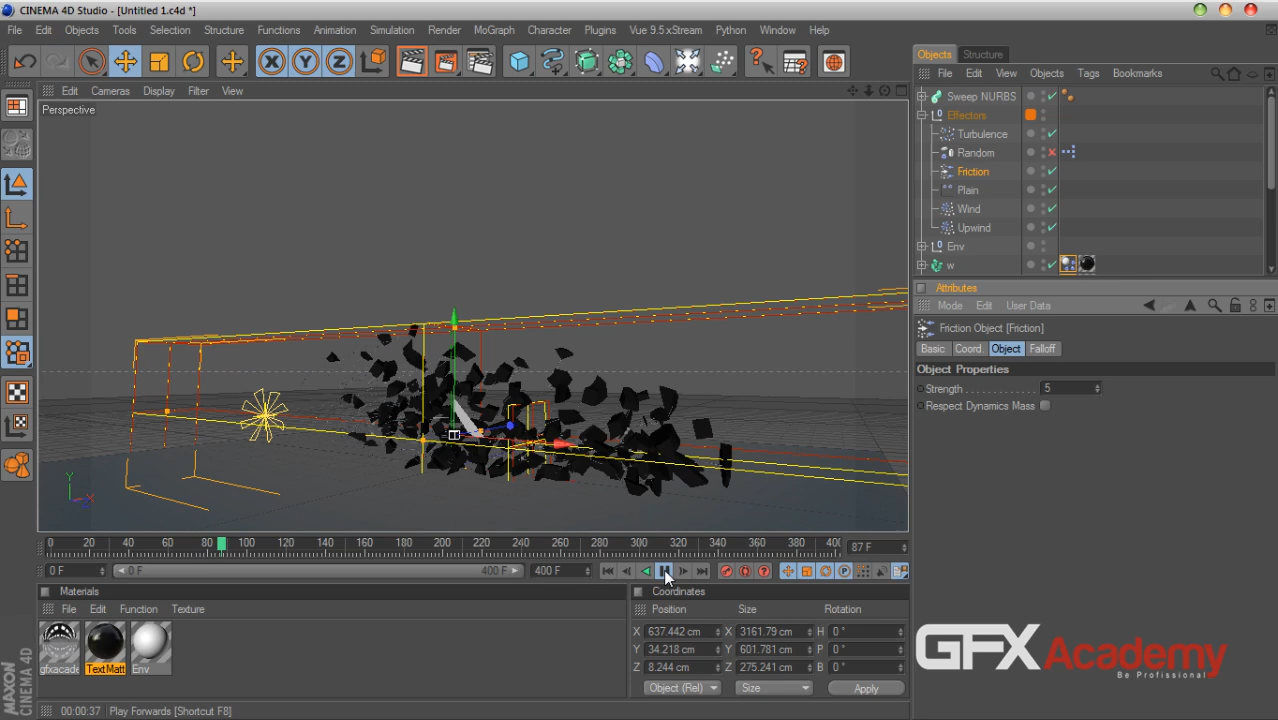 CINEMA 4D Studio - [Untitled 1.c4d *]
File Edit Objects Tools Selection Structure Functions Animation Simulation Render MoGraph Character Plugins Vue 9.5 xStream Python Window Help
X Y Z
Objects Structure
File Edit View Objects Tags Bookmarks
Edit Cameras Display Filter View
Perspective
Sweep NURBS
Effectors
Turbulence
Random
Friction
Plain
Wind
Upwind
Env
w
Attributes
Mode Edit User Data
Friction Object [Friction]
Basic Coord. Object Falloff
Object Properties
Strength 5
Respect Dynamics Mass
Y
X
Z
0 20 40 60 80 100 120 140 160 180 200 220 240 260 280 300 320 340 360 380 400
87 F
0 F 0 F 400 F 400 F
Materials
File Edit Function Texture
gfxacade TextMatt Env
Coordinates
Position Size Rotation
X 637.442 cm X 3161.79 cm H 0 °
Y 34.218 cm Y 601.781 cm P 0 °
Z 8.244 cm Z 275.241 cm B 0 °
Object (Rel) Size Apply
MAXON
CINEMA 4D
GFX Academy
Be Professional
00:00:37 Play Forwards [Shortcut F8]